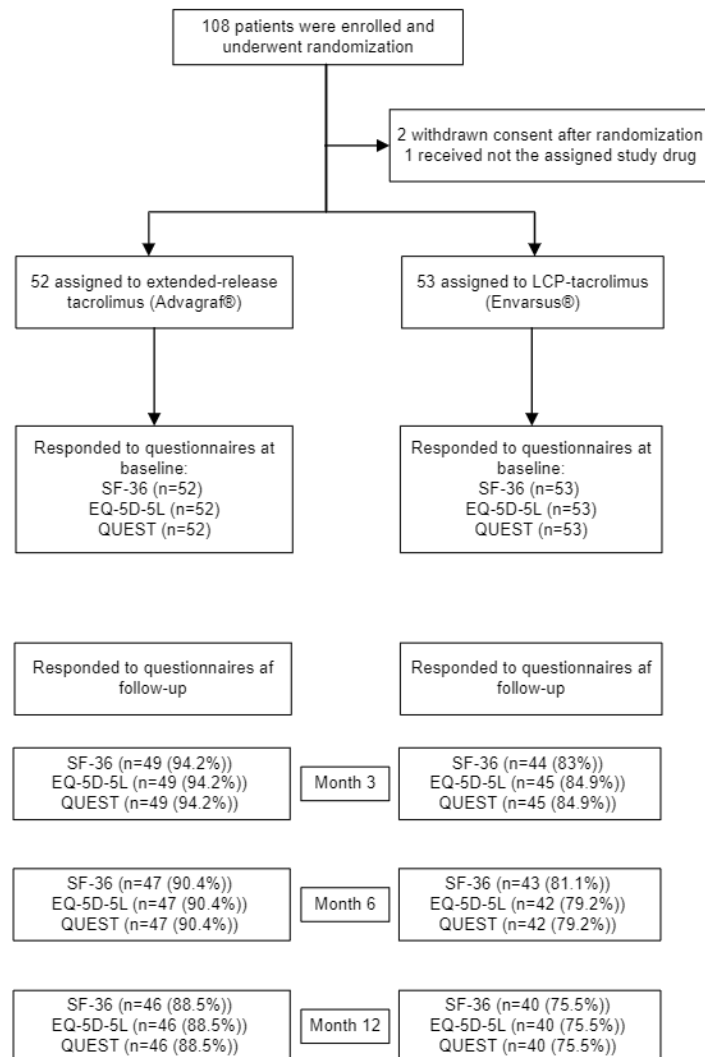 108 patients were enrolled and
underwent randomization
2 withdrawn consent after randomization
1 received not the assigned study drug
52 assigned to extended-release
tacrolimus (Advagraf®)
53 assigned to LCP-tacrolimus
(Envarsus®)
Responded to questionnaires at
baseline:
SF-36 (n=52)
EQ-5D-5L (n=52)
QUEST (n=52)
Responded to questionnaires at
baseline:
SF-36 (n=53)
EQ-5D-5L (n=53)
QUEST (n=53)
Responded to questionnaires af
follow-up
Responded to questionnaires af
follow-up
SF-36 (n=49 (94.2%))
EQ-5D-5L (n=49 (94.2%))
QUEST (n=49 (94.2%))
Month 3
SF-36 (n=44 (83%))
EQ-5D-5L (n=45 (84.9%))
QUEST (n=45 (84.9%))
SF-36 (n=47 (90.4%))
EQ-5D-5L (n=47 (90.4%))
QUEST (n=47 (90.4%))
Month 6
SF-36 (n=43 (81.1%))
EQ-5D-5L (n=42 (79.2%))
QUEST (n=42 (79.2%))
SF-36 (n=46 (88.5%))
EQ-5D-5L (n=46 (88.5%))
QUEST (n=46 (88.5%))
Month 12
SF-36 (n=40 (75.5%))
EQ-5D-5L (n=40 (75.5%))
QUEST (n=40 (75.5%))